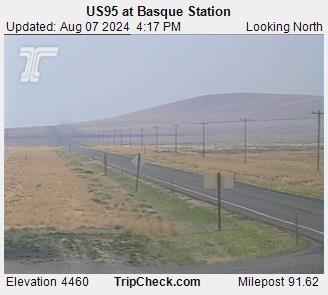 US95 at Basque Station
Updated: Aug 07 2024 4:17 PM Looking North
Elevation 4460 TripCheck.com Milepost 91.62